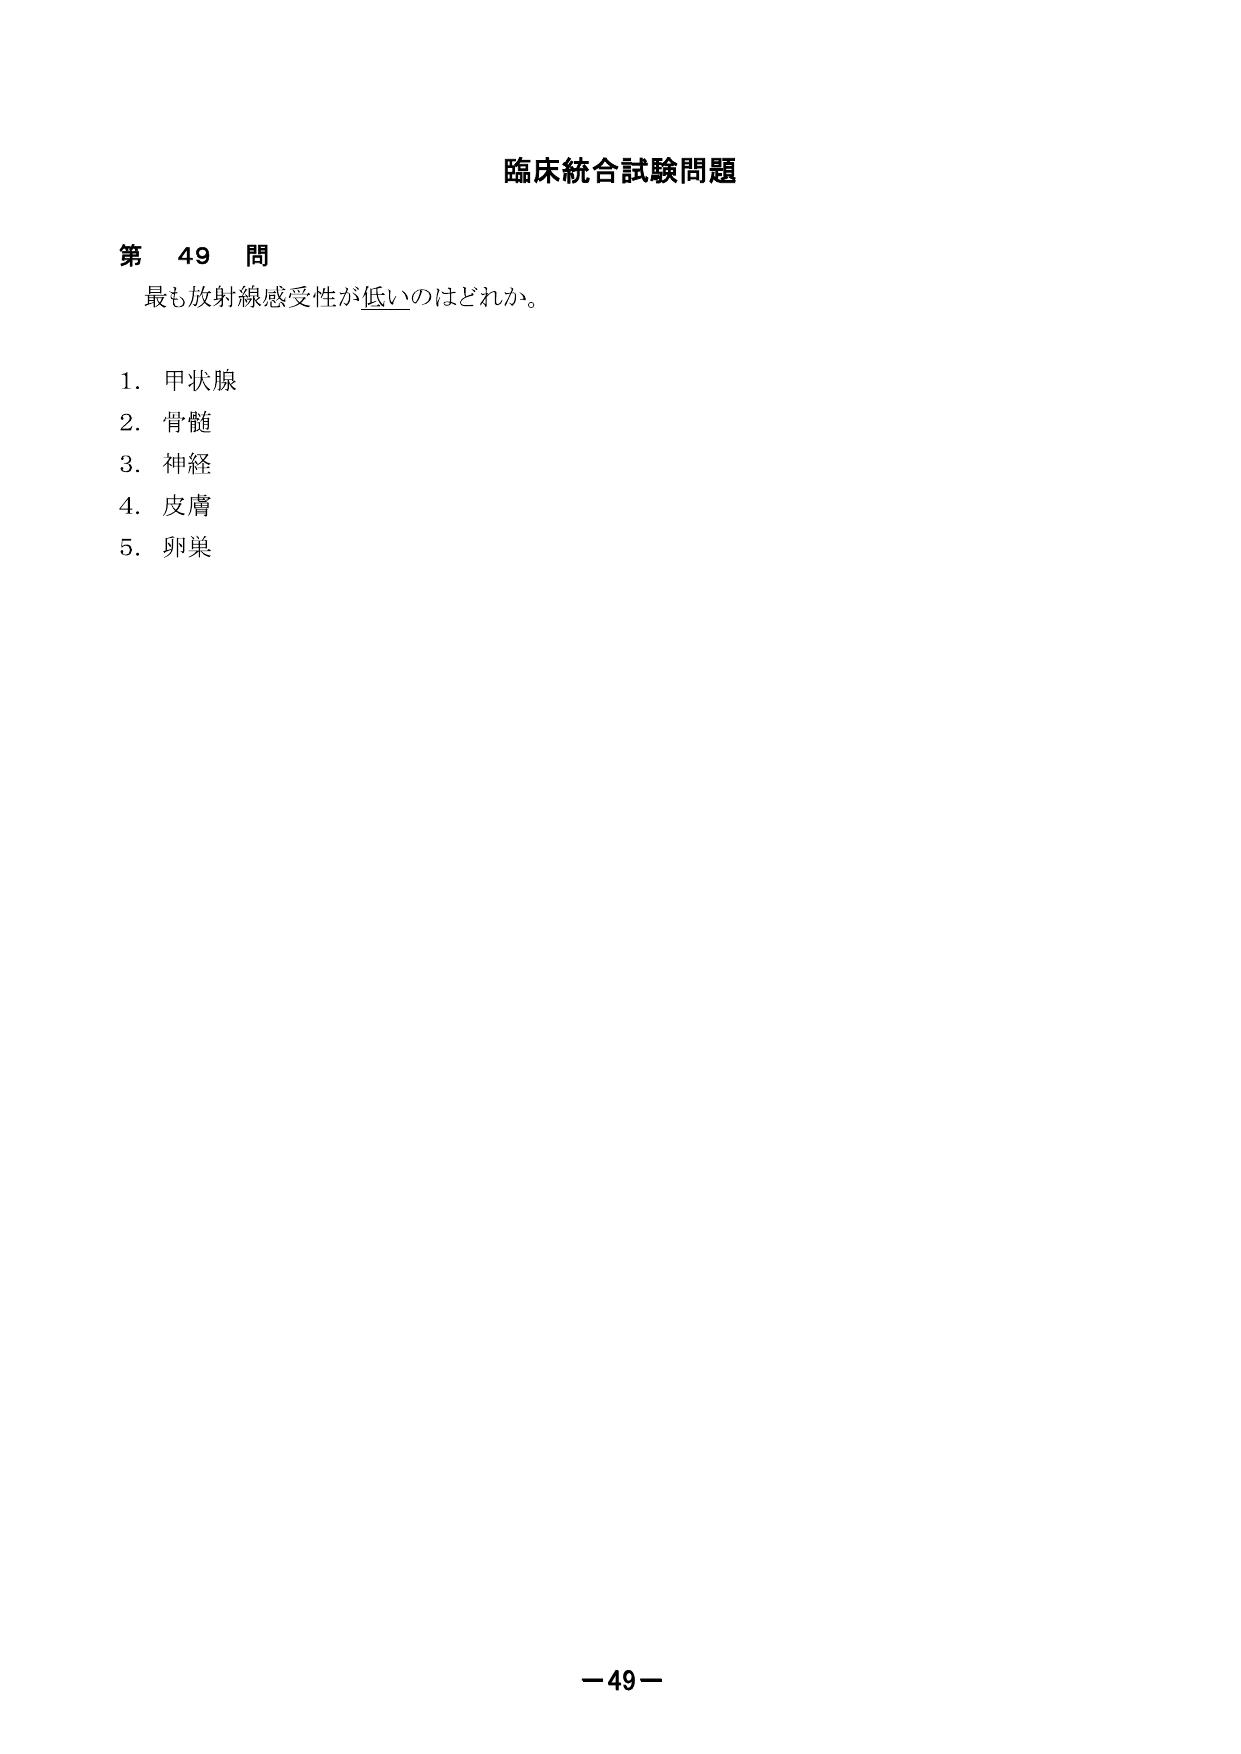 臨床統合試験問題
第 49 問
最も放射線感受性が低いのはどれか。
1. 甲状腺
2. 骨髄
3. 神経
4. 皮膚
5. 卵巣
－49－